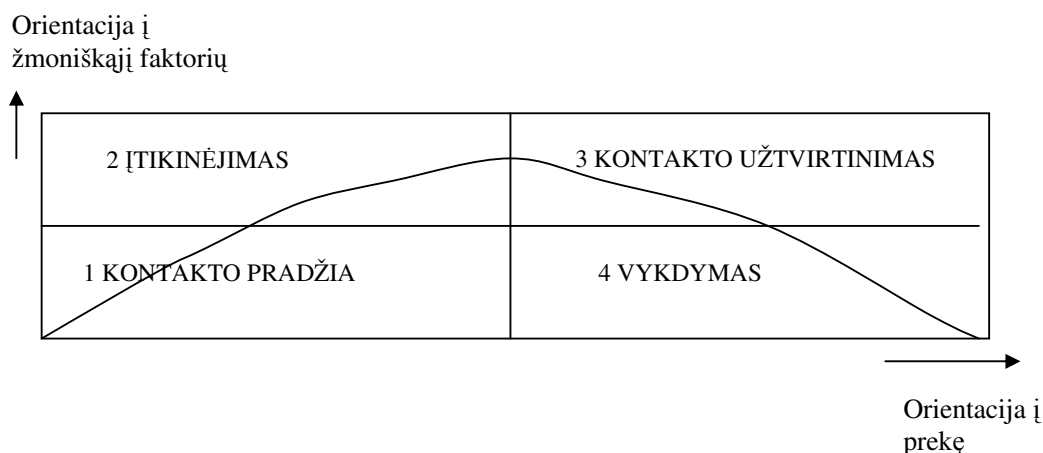 Orientacija į
žmoniškąjį faktorių
2 ĮTIKINĖJIMAS
3 KONTAKTO UŽTVIRTINIMAS
1 KONTAKTO PRADŽIA
4 VYKDYMAS
Orientacija į
prekę